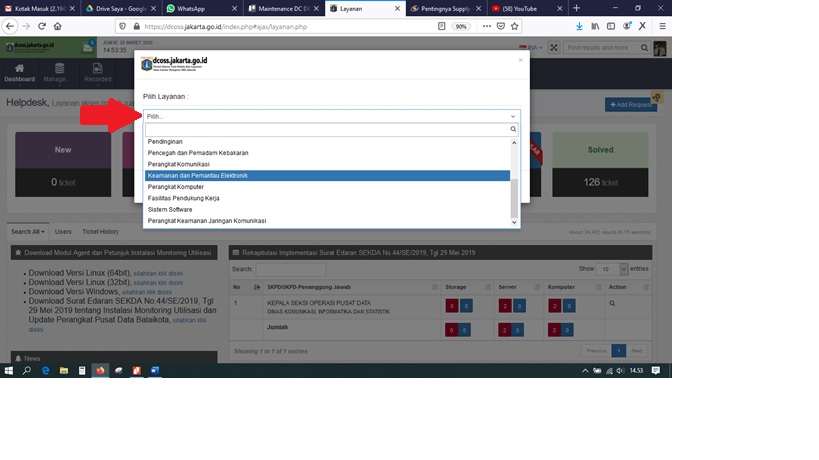 Kotak Masuk (2.19
Drive Saya - Googl
WhatsApp
Maintenance DC DI
Layanan
Pentingnya Supply
(58) YouTube
https://dcoss.jakarta.go.id/index.php#ajax/layanan.php
90%
dcoss.jakarta.go.id
JUM'AT, 20 MARET 2020
14:53:35
INA
Find reports and more
Dashboard
Manage...
Recorded
dcoss.jakarta.go.id
Pilih Layanan :
Pilih...
Pendinginan
Pencegah dan Pemadam Kebakaran
Perangkat Komunikasi
Keamanan dan Pemantau Elektronik
Perangkat Komputer
Fasilitas Pendukung Kerja
Sistem Software
Perangkat Keamanan Jaringan Komunikasi
Helpdesk,
+ Add Request
New
0 ticket
Solved
126 ticket
Search All
Users
Ticket History
About 24,431 results (0.15 seconds)
Download Modul Agent dan Petunjuk Instalasi Monitoring Utilisasi
Download Versi Linux (64bit), silahkan klik disini
Download Versi Linux (32bit), silahkan klik disini
Download Versi Windows, silahkan klik disini
Download Surat Edaran SEKDA No.44/SE/2019, Tgl
29 Mei 2019 tentang Instalasi Monitoring Utilisasi dan
Update Perangkat Pusat Data Balaikota, silahkan klik
disini
News
Rekapitulasi Implementasi Surat Edaran SEKDA No.44/SE/2019, Tgl 29 Mei 2019
Search:
Show 10 entries
No SKPD/UKPD-Penanggung Jawab Storage Server Komputer Action
1 KEPALA SEKSI OPERASI PUSAT DATA 0 0 2 0 2 0
DINAS KOMUNIKASI, INFORMATIKA DAN STATISTIK
Jumlah 0 0 2 0 2 0
Showing 1 to 1 of 1 entries
Previous 1 Next
14.53